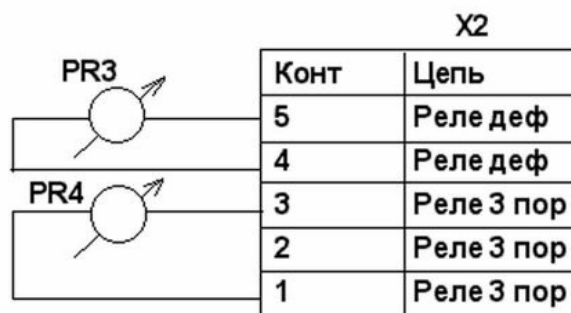 X2
PR3
Конт Цепь
5 Реле деф
4 Реле деф
PR4
3 Реле 3 пор
2 Реле 3 пор
1 Реле 3 пор